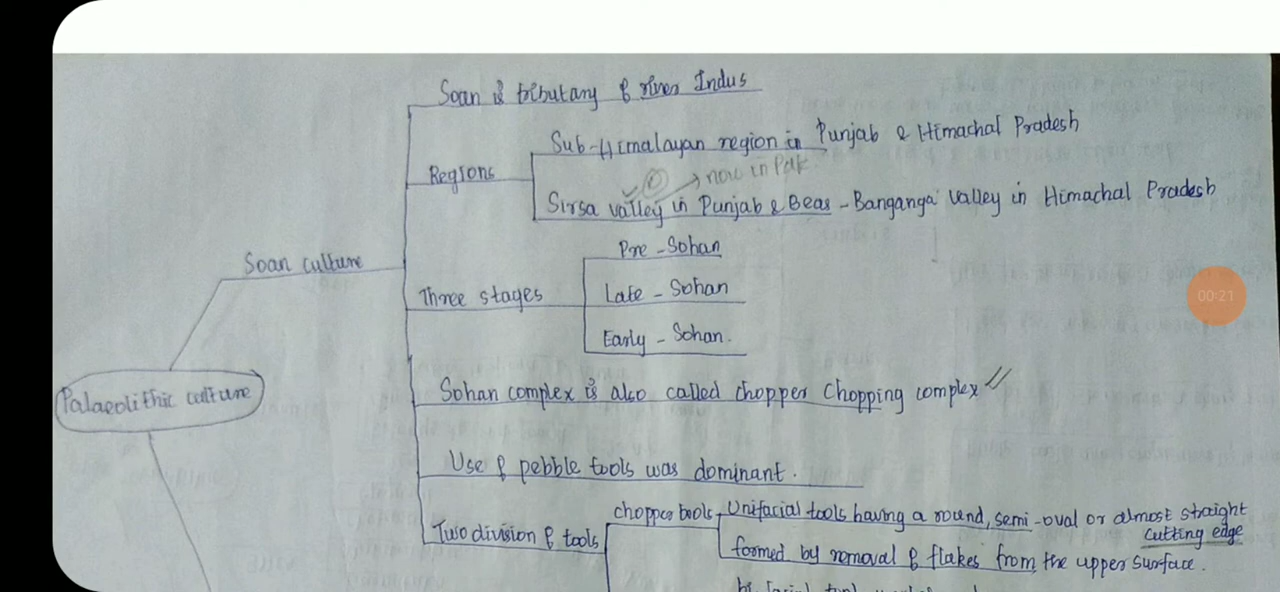 Soan is tributary of river Indus
Sub-Himalayan region in Punjab & Himachal Pradesh
Regions
→ now in Pak
Sirsa valley in Punjab & Beas - Banganga valley in Himachal Pradesh
Soan culture
Pre - Sohan
Three stages
Late - Sohan
Early - Sohan.
Palaeolithic culture
Sohan complex is also called chopper chopping complex //
Use of pebble tools was dominant.
Two division of tools
chopper tools
Unifacial tools having a round, semi-oval or almost straight
cutting edge
formed by removal of flakes from the upper surface.
00:21